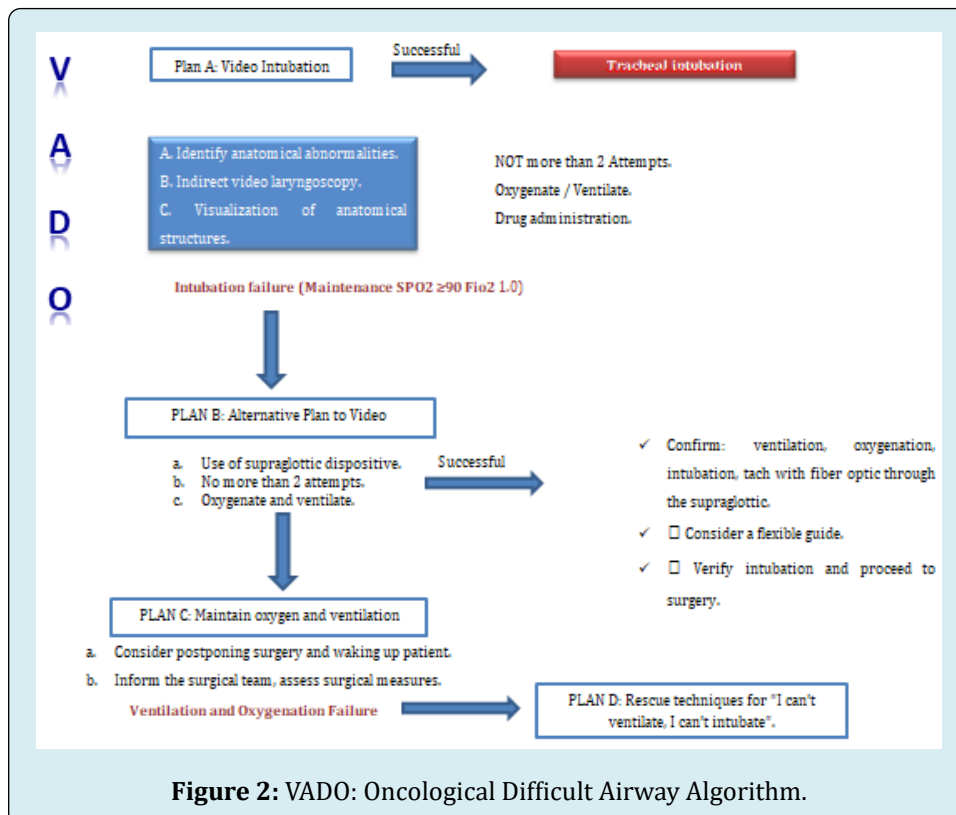 V
A
D
O
Plan A: Video Intubation
Successful
Tracheal intubation
A. Identify anatomical abnormalities.
B. Indirect video laryngoscopy.
C. Visualization of anatomical
structures.
NOT more than 2 Attempts.
Oxygenate / Ventilate.
Drug administration.
Intubation failure (Maintenance SPO2 ≥90 Fio2 1.0)
PLAN B: Alternative Plan to Video
a. Use of supraglottic dispositive.
b. No more than 2 attempts.
c. Oxygenate and ventilate.
Successful
✓ Confirm: ventilation, oxygenation,
intubation, tach with fiber optic through
the supraglottic.
✓ □ Consider a flexible guide.
✓ □ Verify intubation and proceed to
surgery.
PLAN C: Maintain oxygen and ventilation
a. Consider postponing surgery and waking up patient.
b. Inform the surgical team, assess surgical measures.
Ventilation and Oxygenation Failure
PLAN D: Rescue techniques for "I can't
ventilate, I can't intubate".
Figure 2: VADO: Oncological Difficult Airway Algorithm.